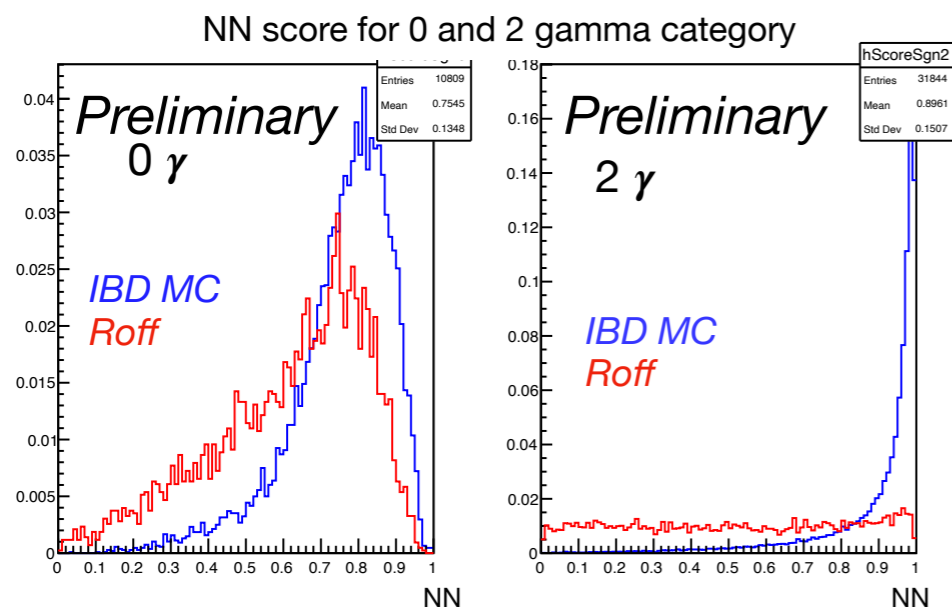 NN score for 0 and 2 gamma category
Entries 10809
Mean 0.7545
Std Dev 0.1348
Preliminary
0 γ
IBD MC
Roff
0.04
0.035
0.03
0.025
0.02
0.015
0.01
0.005
0
0 0.1 0.2 0.3 0.4 0.5 0.6 0.7 0.8 0.9 1
NN
hScoreSgn2
Entries 31844
Mean 0.8961
Std Dev 0.1507
Preliminary
2 γ
IBD MC
Roff
0.18
0.16
0.14
0.12
0.1
0.08
0.06
0.04
0.02
0
0 0.1 0.2 0.3 0.4 0.5 0.6 0.7 0.8 0.9 1
NN